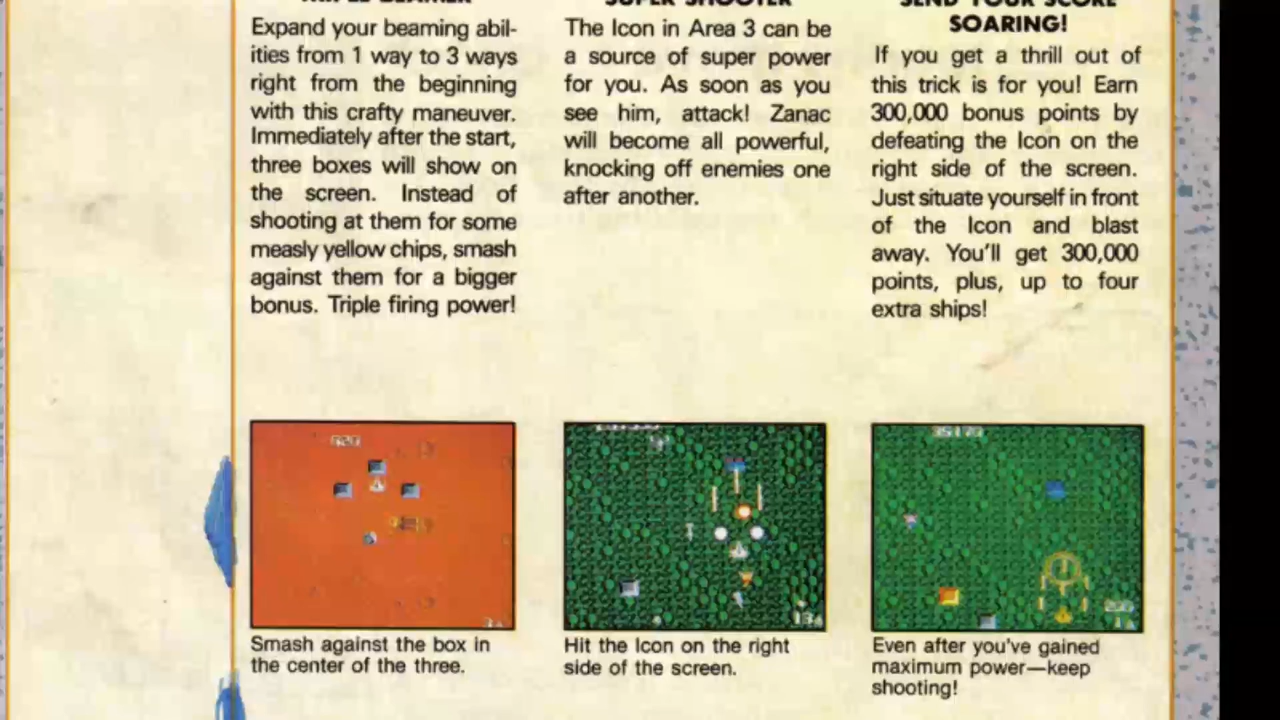 TRIPLE BEAMER
Expand your beaming abil-
ities from 1 way to 3 ways
right from the beginning
with this crafty maneuver.
Immediately after the start,
three boxes will show on
the screen. Instead of
shooting at them for some
measly yellow chips, smash
against them for a bigger
bonus. Triple firing power!
Smash against the box in
the center of the three.
SUPER SHOOTER
The Icon in Area 3 can be
a source of super power
for you. As soon as you
see him, attack! Zanac
will become all powerful,
knocking off enemies one
after another.
Hit the Icon on the right
side of the screen.
SEND YOUR SCORE
SOARING!
If you get a thrill out of
this trick is for you! Earn
300,000 bonus points by
defeating the Icon on the
right side of the screen.
Just situate yourself in front
of the Icon and blast
away. You'll get 300,000
points, plus, up to four
extra ships!
Even after you've gained
maximum power—keep
shooting!